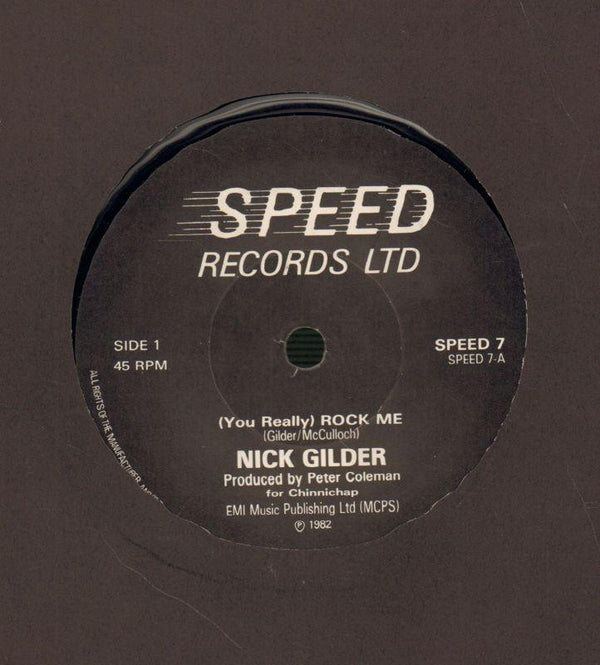 SPEED
RECORDS LTD
SIDE 1
45 RPM
SPEED 7
SPEED 7-A
(You Really) ROCK ME
(Gilder/McCulloch)
NICK GILDER
Produced by Peter Coleman
for Chinnichap
EMI Music Publishing Ltd (MCPS)
℗ 1982
ALL RIGHTS OF THE MANUFACTURER